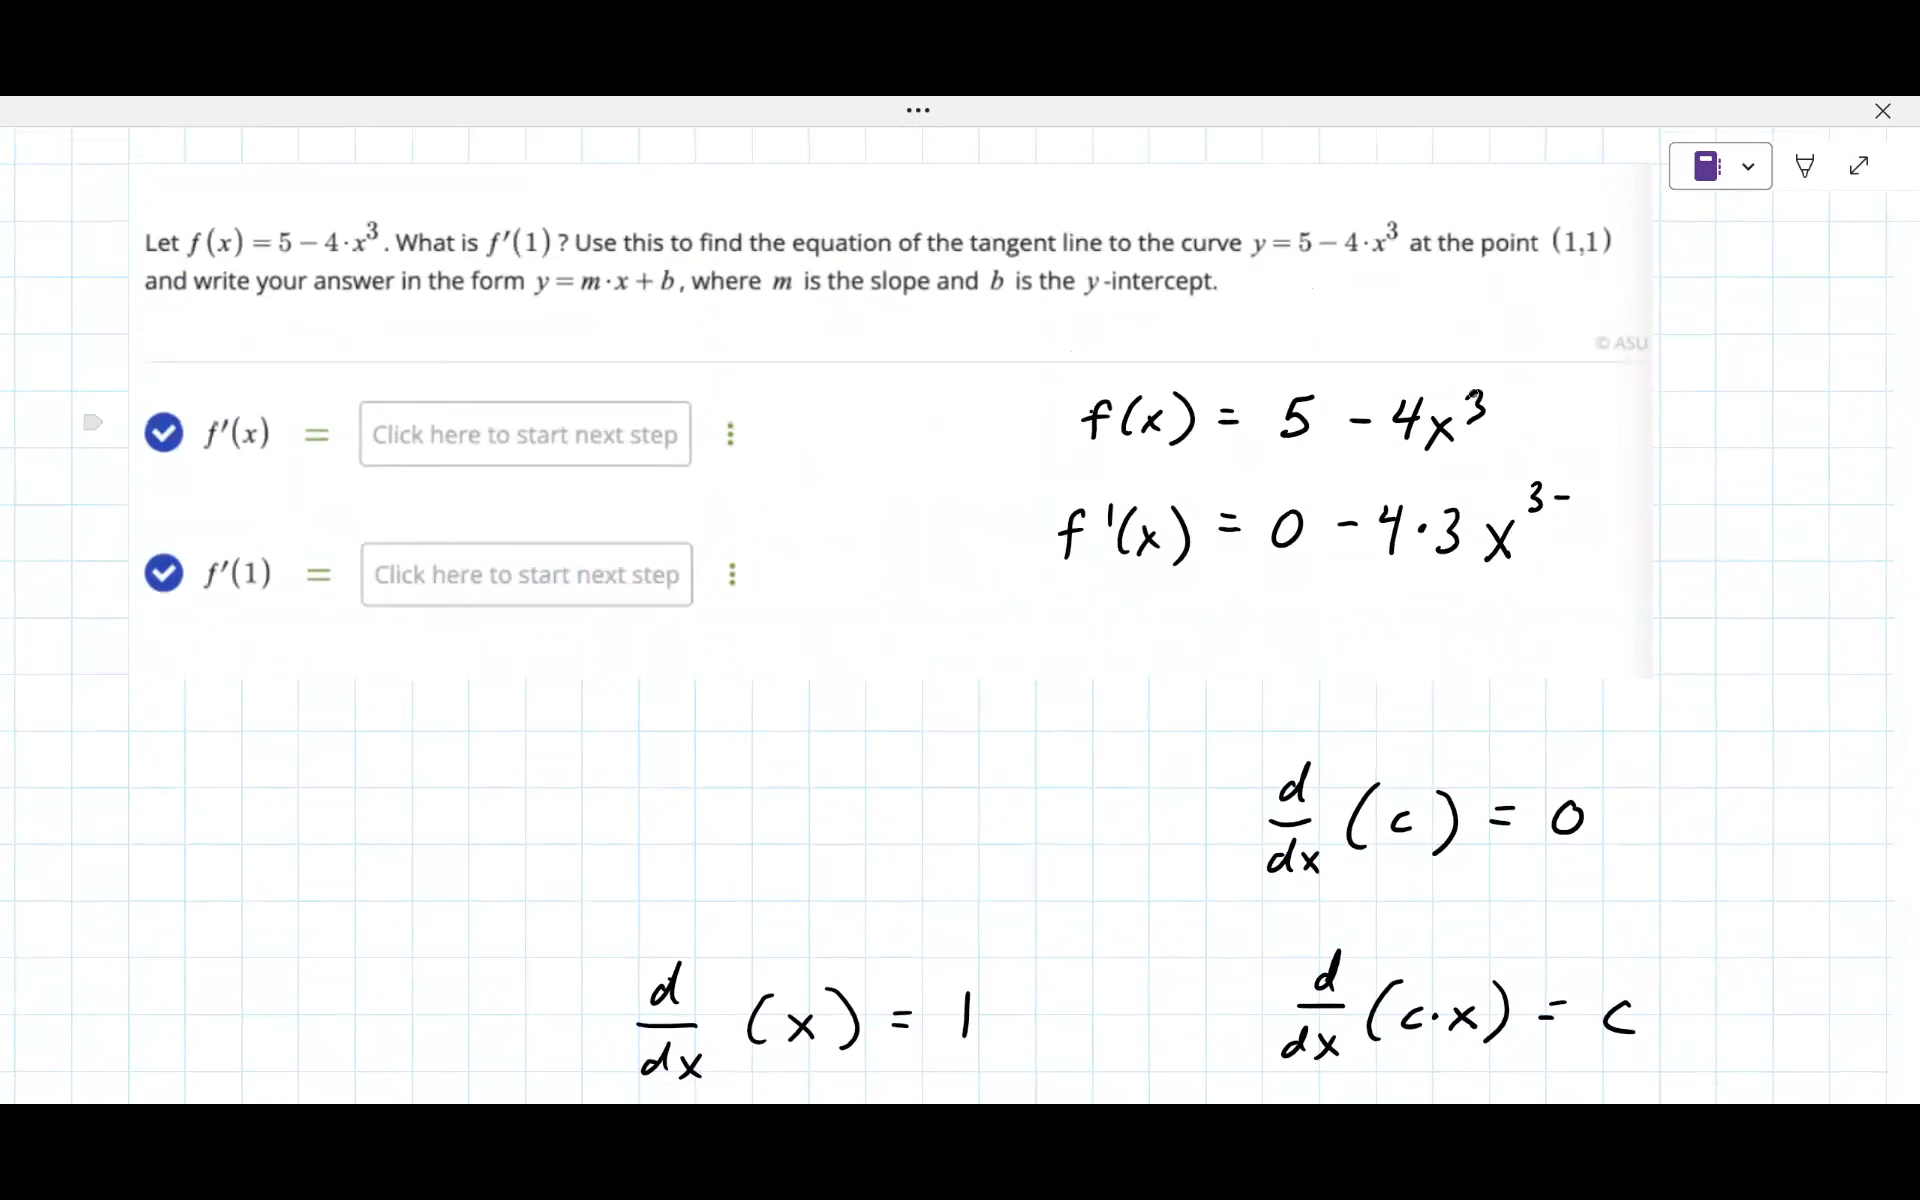 Let f(x) = 5 − 4·x³. What is f′(1)? Use this to find the equation of the tangent line to the curve y = 5 − 4·x³ at the point (1,1)
and write your answer in the form y = m·x + b, where m is the slope and b is the y-intercept.
© ASU
f′(x) = Click here to start next step
f(x) = 5 - 4x³
f'(x) = 0 - 4·3x³⁻
f′(1) = Click here to start next step
d/dx (c) = 0
d/dx (x) = 1
d/dx (c·x) = c